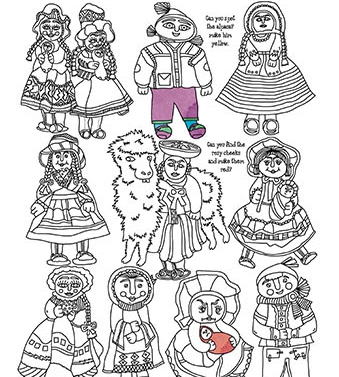 Can you spot
the alpaca?
make him
yellow.
Can you find the
rosy cheeks
and make them
red?